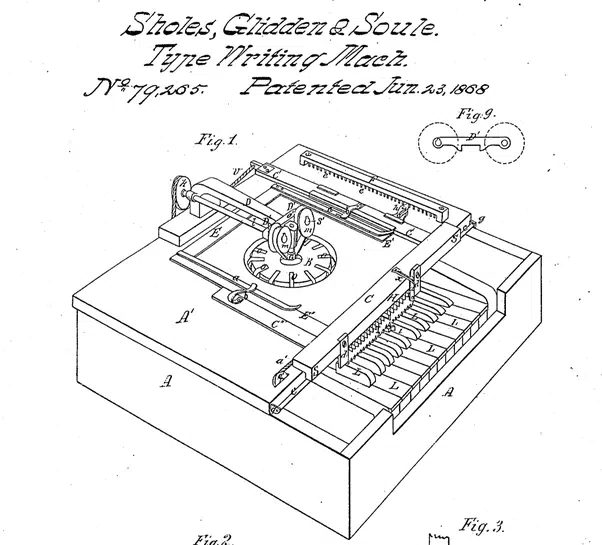 Sholes, Glidden & Soule.
Type Writing Mach.
No. 79,265. Patented Jun. 23, 1868
Fig. 9.
D'
Fig. 1.
U
E
A'
A
a
E'
C'
B
C
H
S'
S
g
E'
a'
L
L
L
L
A
Fig. 2.
Fig. 3.